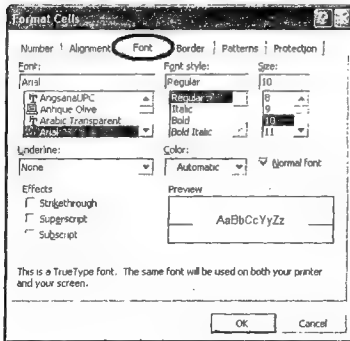 Format Cells
Number Alignment Font Border Patterns Protection
Font: Font style: Size:
Arial Regular 10
AngsanaUPC Regular 8
Antique Olive Italic 9
Arabic Transparent Bold 10
Arial Bold Italic 11
Underline: Color:
None Automatic Normal font
Effects Preview
Strikethrough
Superscript AaBbCcYyZz
Subscript
This is a TrueType font. The same font will be used on both your printer
and your screen.
OK Cancel